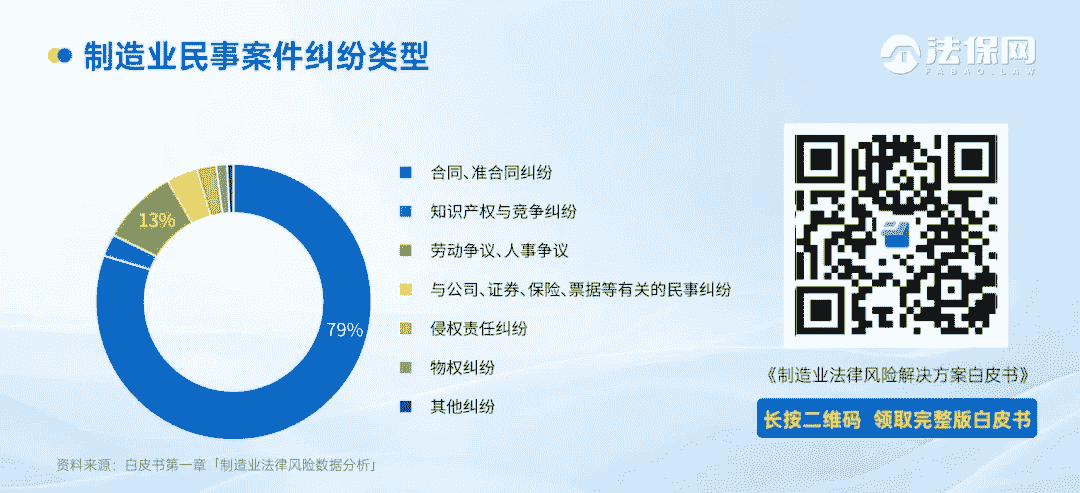 制造业民事案件纠纷类型
法保网
FABAO.LAW
13%
79%
合同、准合同纠纷
知识产权与竞争纠纷
劳动争议、人事争议
与公司、证券、保险、票据等有关的民事纠纷
侵权责任纠纷
物权纠纷
其他纠纷
《制造业法律风险解决方案白皮书》
长按二维码 领取完整版白皮书
资料来源：白皮书第一章「制造业法律风险数据分析」